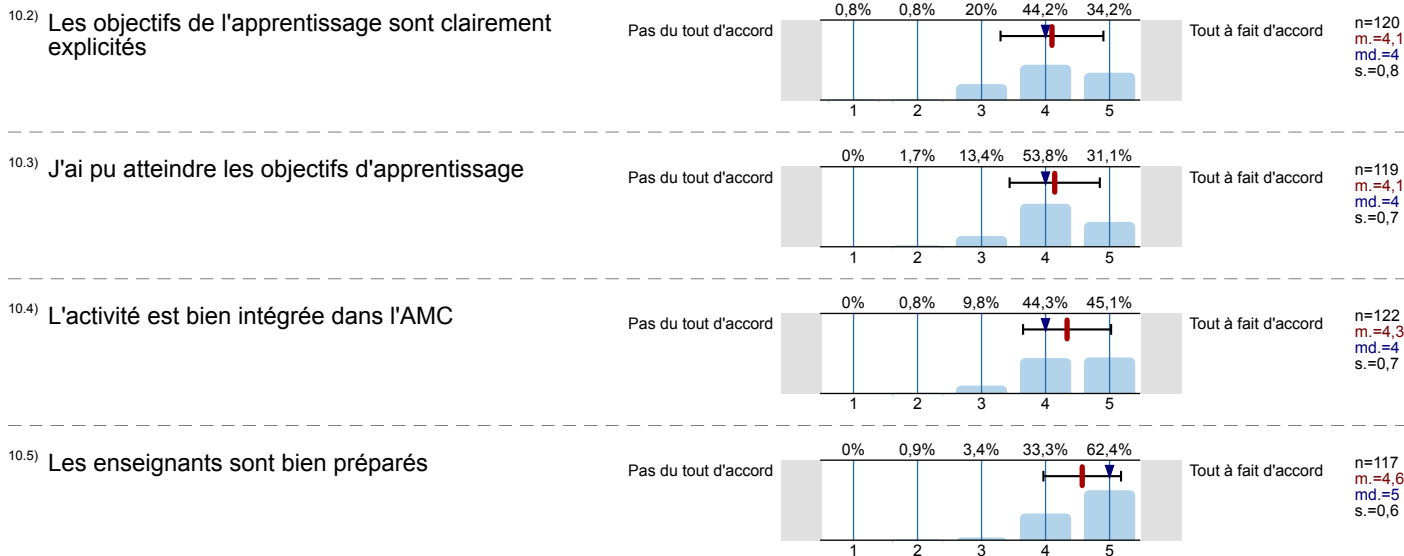 10.2) Les objectifs de l'apprentissage sont clairement
explicités
Pas du tout d'accord
0,8% 0,8% 20% 44,2% 34,2%
1 2 3 4 5
Tout à fait d'accord
n=120
m.=4,1
md.=4
s.=0,8
10.3) J'ai pu atteindre les objectifs d'apprentissage
Pas du tout d'accord
0% 1,7% 13,4% 53,8% 31,1%
1 2 3 4 5
Tout à fait d'accord
n=119
m.=4,1
md.=4
s.=0,7
10.4) L'activité est bien intégrée dans l'AMC
Pas du tout d'accord
0% 0,8% 9,8% 44,3% 45,1%
1 2 3 4 5
Tout à fait d'accord
n=122
m.=4,3
md.=4
s.=0,7
10.5) Les enseignants sont bien préparés
Pas du tout d'accord
0% 0,9% 3,4% 33,3% 62,4%
1 2 3 4 5
Tout à fait d'accord
n=117
m.=4,6
md.=5
s.=0,6